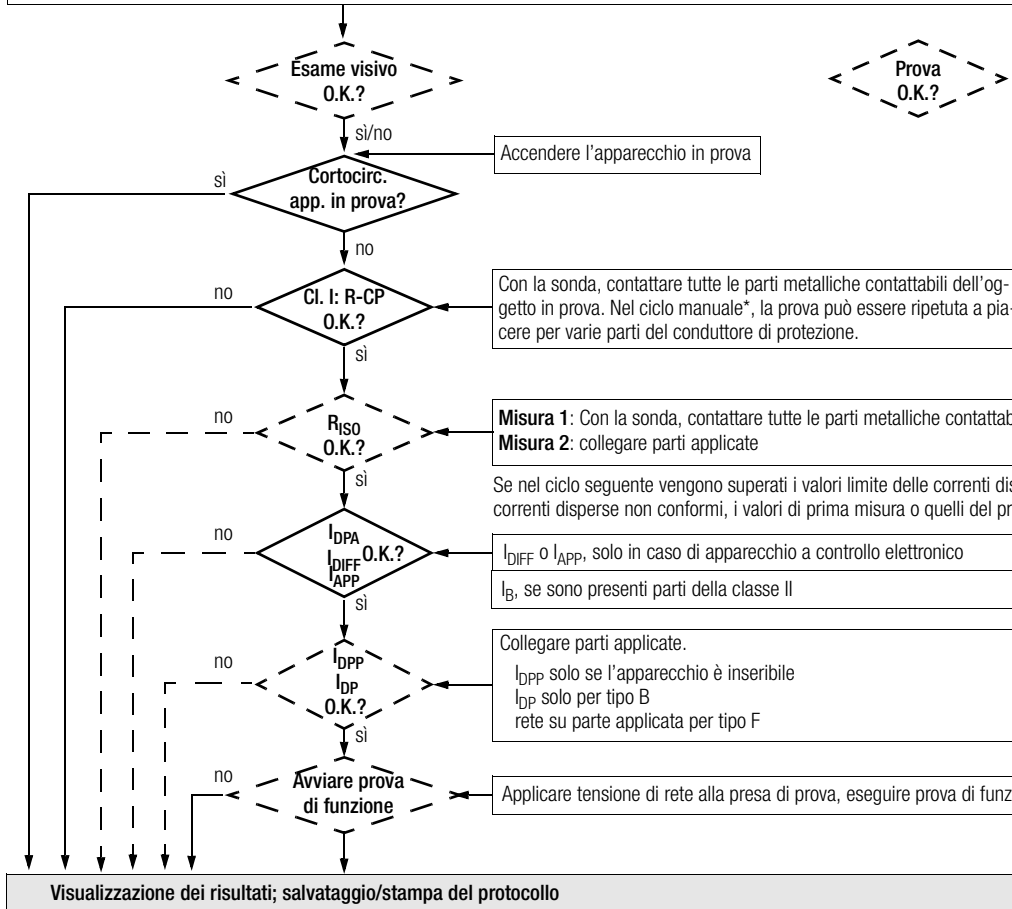 Esame visivo
O.K.?
Prova
O.K.?
sì/no
Accendere l'apparecchio in prova
sì
Cortocirc.
app. in prova?
no
no
Cl. I: R-CP
O.K.?
Con la sonda, contattare tutte le parti metalliche contattabili dell'og-
getto in prova. Nel ciclo manuale*, la prova può essere ripetuta a pia-
cere per varie parti del conduttore di protezione.
sì
no
RISO
O.K.?
Misura 1: Con la sonda, contattare tutte le parti metalliche contattab
Misura 2: collegare parti applicate
sì
Se nel ciclo seguente vengono superati i valori limite delle correnti dis
correnti disperse non conformi, i valori di prima misura o quelli del pr
no
IDPA
IDIFF O.K.?
IAPP
IDIFF o IAPP, solo in caso di apparecchio a controllo elettronico
IB, se sono presenti parti della classe II
sì
no
IDPP
IDP
O.K.?
Collegare parti applicate.
IDPP solo se l'apparecchio è inseribile
IDP solo per tipo B
rete su parte applicata per tipo F
sì
no
Avviare prova
di funzione
Applicare tensione di rete alla presa di prova, eseguire prova di funz
Visualizzazione dei risultati; salvataggio/stampa del protocollo